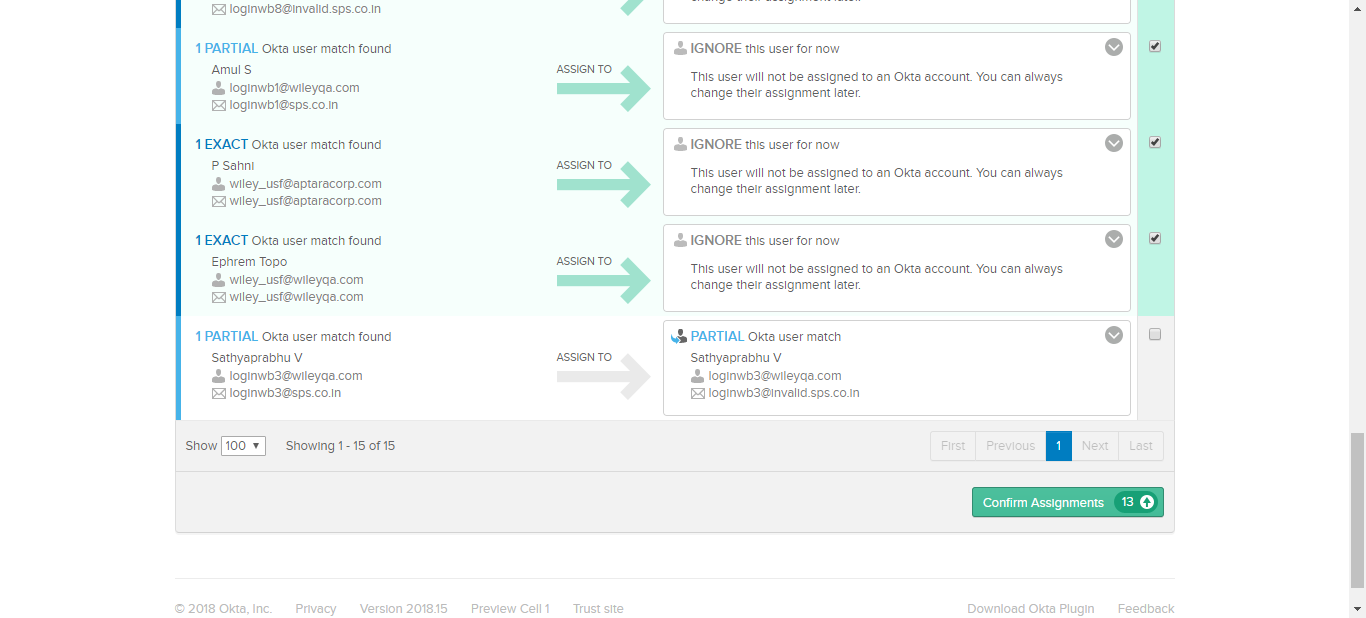 loginwb8@invalid.sps.co.in
change their assignment later.
1 PARTIAL Okta user match found
Amul S
loginwb1@wileyqa.com
loginwb1@sps.co.in
ASSIGN TO
IGNORE this user for now
This user will not be assigned to an Okta account. You can always
change their assignment later.
1 EXACT Okta user match found
P Sahni
wiley_usf@aptaracorp.com
wiley_usf@aptaracorp.com
ASSIGN TO
IGNORE this user for now
This user will not be assigned to an Okta account. You can always
change their assignment later.
1 EXACT Okta user match found
Ephrem Topo
wiley_usf@wileyqa.com
wiley_usf@wileyqa.com
ASSIGN TO
IGNORE this user for now
This user will not be assigned to an Okta account. You can always
change their assignment later.
1 PARTIAL Okta user match found
Sathyaprabhu V
loginwb3@wileyqa.com
loginwb3@sps.co.in
ASSIGN TO
PARTIAL Okta user match
Sathyaprabhu V
loginwb3@wileyqa.com
loginwb3@invalid.sps.co.in
Show 100 Showing 1 - 15 of 15
First Previous 1 Next Last
Confirm Assignments 13
© 2018 Okta, Inc. Privacy Version 2018.15 Preview Cell 1 Trust site Download Okta Plugin Feedback